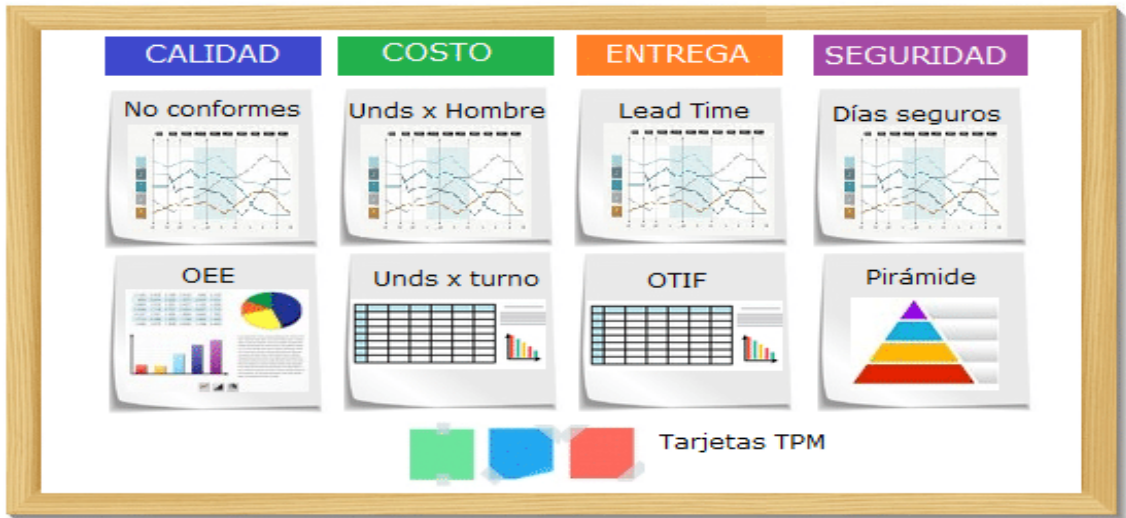 CALIDAD
COSTO
ENTREGA
SEGURIDAD
No conformes
Unds x Hombre
Lead Time
Días seguros
OEE
Unds x turno
OTIF
Pirámide
Tarjetas TPM